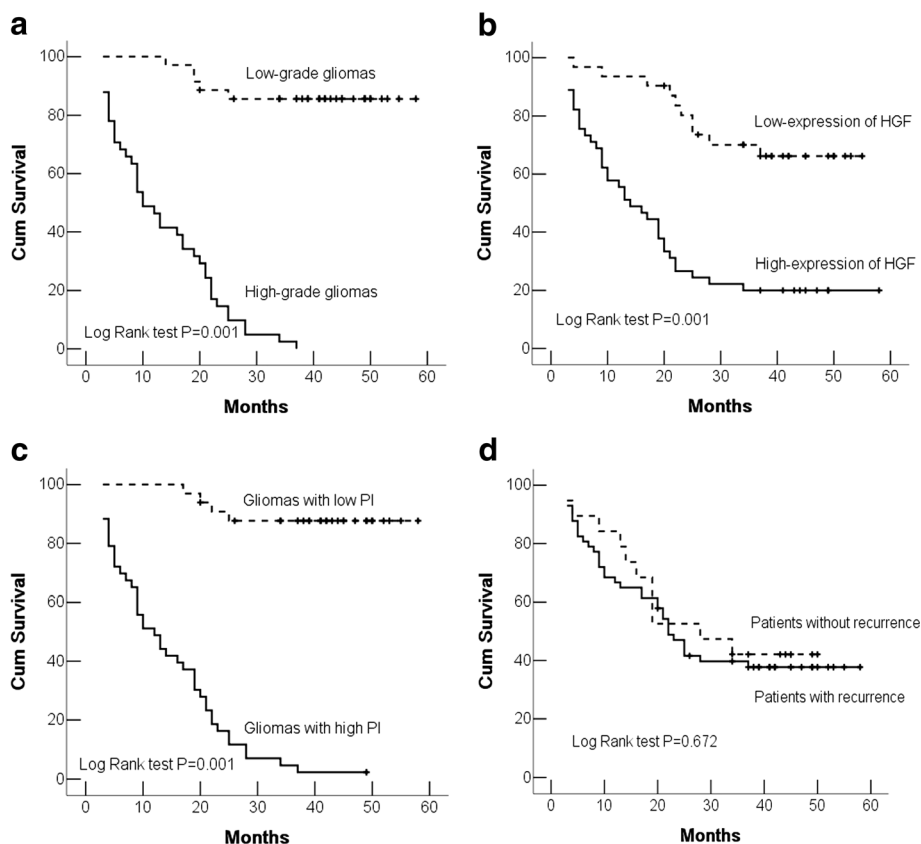 a
100
80
60
40
20
0
Cum Survival
Low-grade gliomas
High-grade gliomas
Log Rank test P=0.001
0 10 20 30 40 50 60
Months
b
100
80
60
40
20
0
Cum Survival
Low-expression of HGF
High-expression of HGF
Log Rank test P=0.001
0 10 20 30 40 50 60
Months
c
100
80
60
40
20
0
Cum Survival
Gliomas with low PI
Gliomas with high PI
Log Rank test P=0.001
0 10 20 30 40 50 60
Months
d
100
80
60
40
20
0
Cum Survival
Patients without recurrence
Patients with recurrence
Log Rank test P=0.672
0 10 20 30 40 50 60
Months